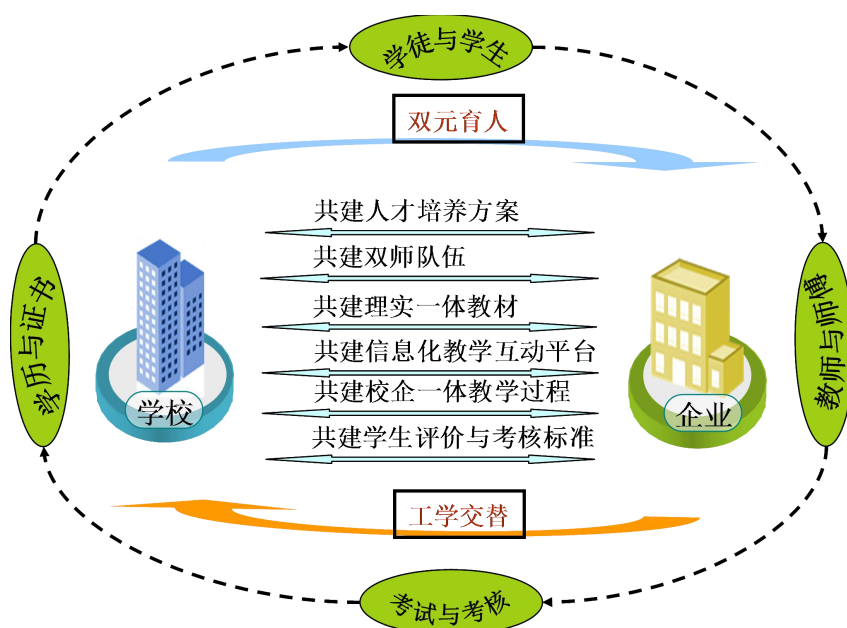 学徒与学生
双元育人
共建人才培养方案
共建双师队伍
共建理实一体教材
共建信息化教学互动平台
共建校企一体教学过程
共建学生评价与考核标准
学历与证书
学校
企业
教师与师傅
工学交替
考试与考核